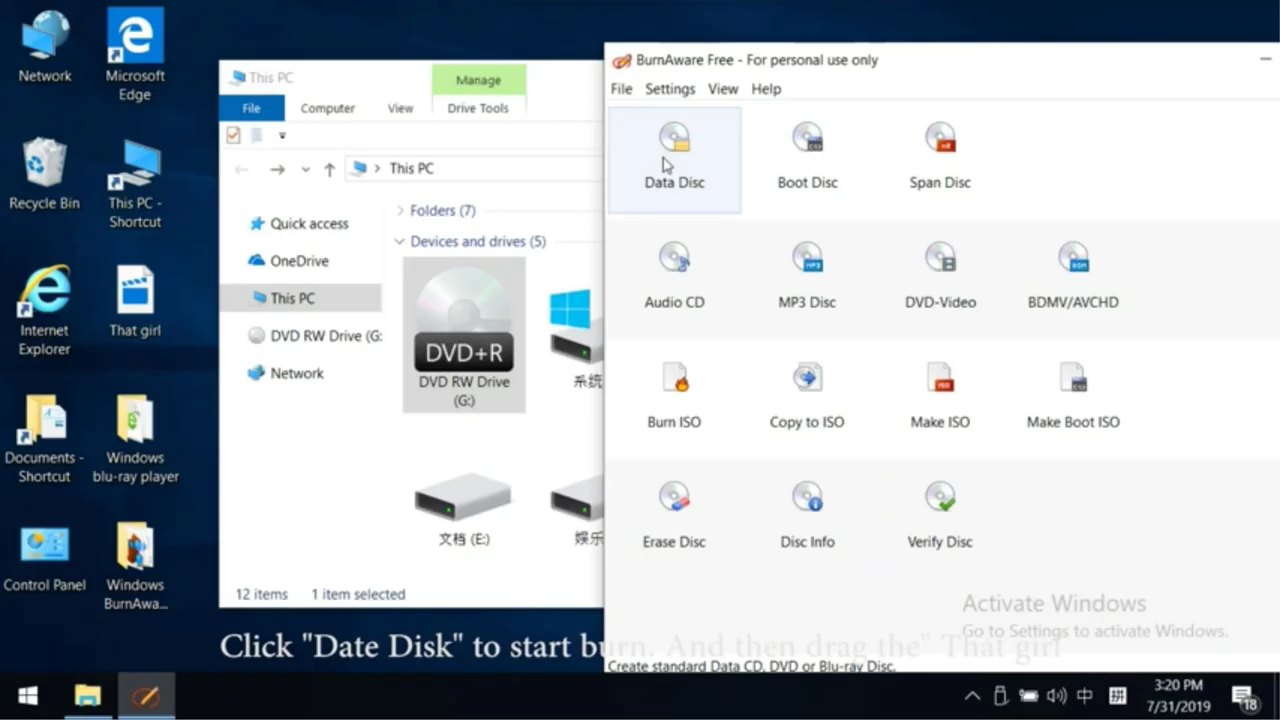 Network
Microsoft
Edge
Recycle Bin
This PC -
Shortcut
Internet
Explorer
That girl
Documents -
Shortcut
Windows
blu-ray player
Control Panel
Windows
BurnAwa...
This PC
Manage
File
Computer
View
Drive Tools
This PC
Quick access
OneDrive
This PC
DVD RW Drive (G:
Network
Folders (7)
Devices and drives (5)
DVD+R
DVD RW Drive
(G:)
系统
文档 (E:)
娱乐
12 items
1 item selected
BurnAware Free - For personal use only
File
Settings
View
Help
Data Disc
Boot Disc
Span Disc
Audio CD
MP3 Disc
DVD-Video
BDMV/AVCHD
Burn ISO
Copy to ISO
Make ISO
Make Boot ISO
Erase Disc
Disc Info
Verify Disc
Activate Windows
Go to Settings to activate Windows.
Click "Date Disk" to start burn. And then drag the" That girl
Create standard Data CD, DVD or Blu-ray Disc.
中
拼
3:20 PM
7/31/2019
18